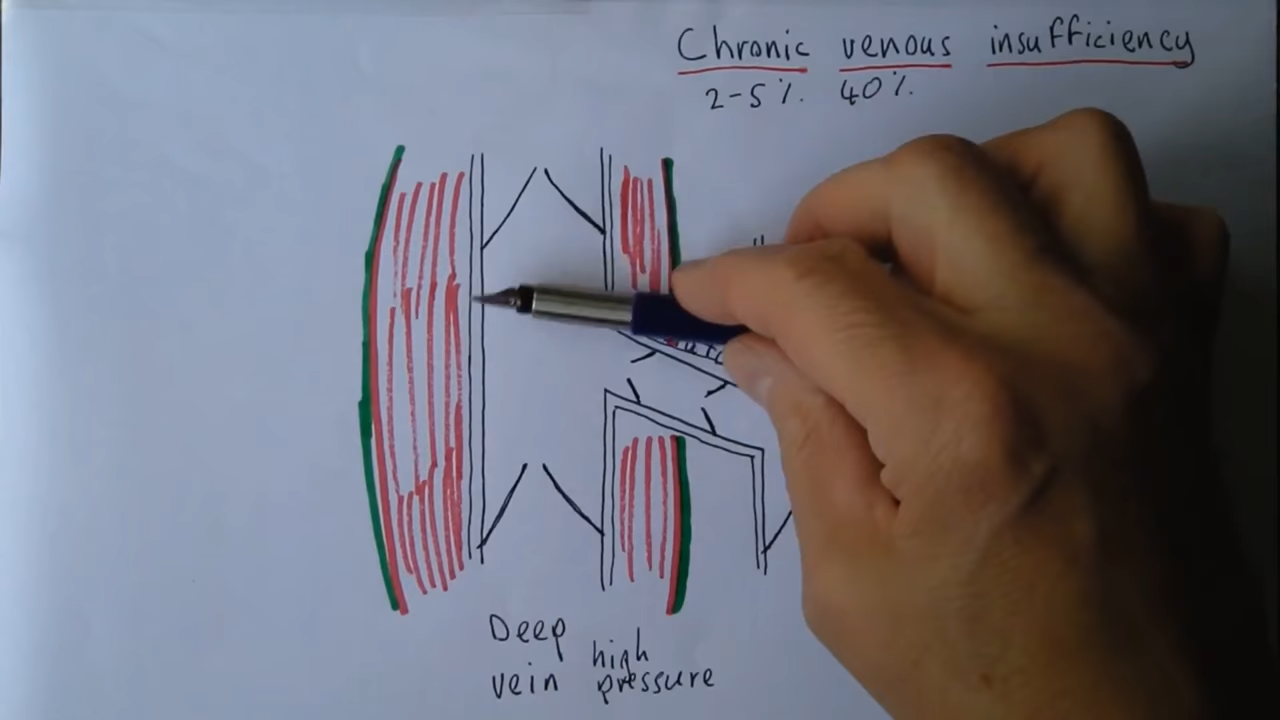 Chronic venous insufficiency
2-5%. 40%.
Deep
vein high
pressure